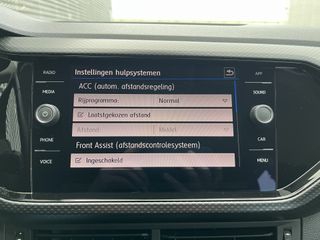 Instellingen hulpsystemen
RADIO
APP
ACC (autom. afstandsregeling)
MEDIA
SOUND
Rijprogramma: Normal
Laatstgekozen afstand
Afstand: Middel
PHONE
CAR
Front Assist (afstandscontrolesysteem)
VOICE
MENU
Ingeschakeld